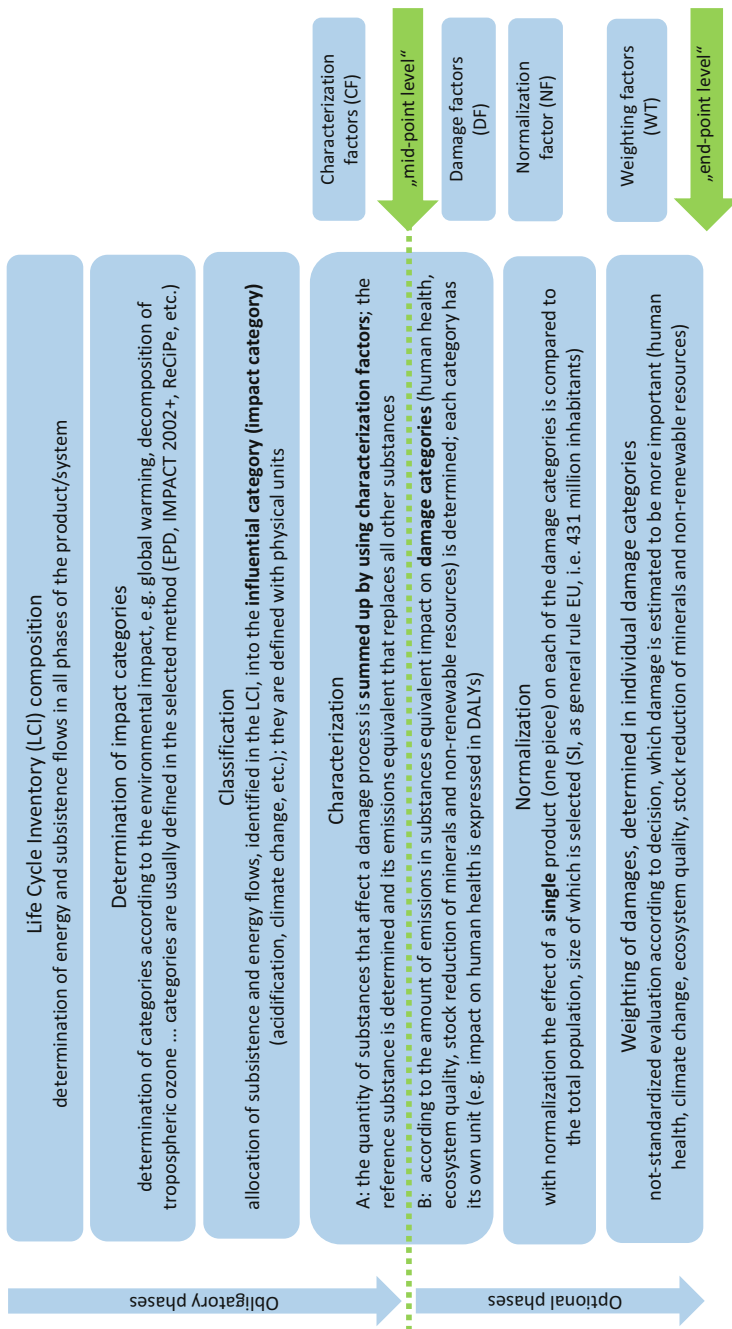 Life Cycle Inventory (LCI) composition
determination of energy and subsistence flows in all phases of the product/system
Determination of impact categories
determination of categories according to the environmental impact, e.g. global warming, decomposition of
tropospheric ozone ... categories are usually defined in the selected method (EPD, IMPACT 2002+, ReCiPe, etc.)
Classification
allocation of subsistence and energy flows, identified in the LCI, into the influential category (impact category)
(acidification, climate change, etc.); they are defined with physical units
Characterization
A: the quantity of substances that affect a damage process is summed up by using characterization factors; the
reference substance is determined and its emissions equivalent that replaces all other substances
B: according to the amount of emissions in substances equivalent impact on damage categories (human health,
ecosystem quality, stock reduction of minerals and non-renewable resources) is determined; each category has
its own unit (e.g. impact on human health is expressed in DALYs)
Normalization
with normalization the effect of a single product (one piece) on each of the damage categories is compared to
the total population, size of which is selected (SI, as general rule EU, i.e. 431 million inhabitants)
Weighting of damages, determined in individual damage categories
not-standardized evaluation according to decision, which damage is estimated to be more important (human
health, climate change, ecosystem quality, stock reduction of minerals and non-renewable resources)
Obligatory phases
Optional phases
Characterization
factors (CF)
„mid-point level“
Damage factors
(DF)
Normalization
factor (NF)
Weighting factors
(WT)
„end-point level“